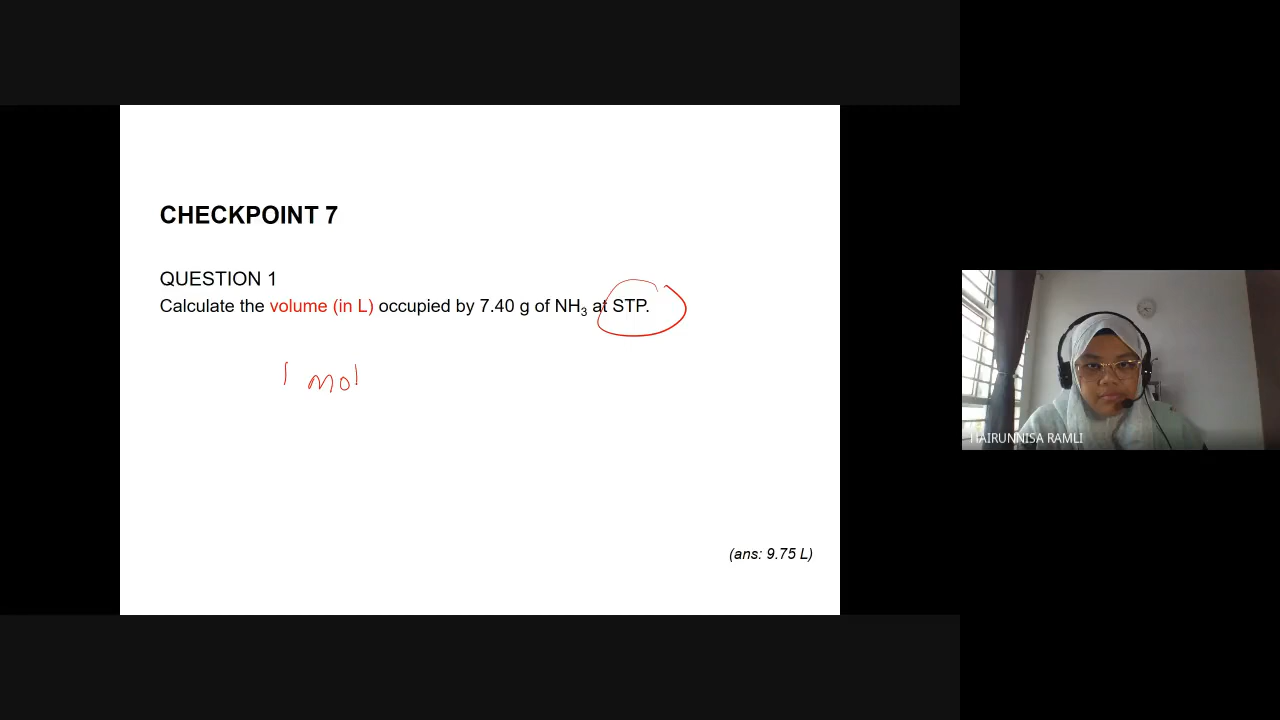 CHECKPOINT 7
QUESTION 1
Calculate the volume (in L) occupied by 7.40 g of NH₃ at STP.
1 mol
(ans: 9.75 L)
HAIRUNNISA RAMLI